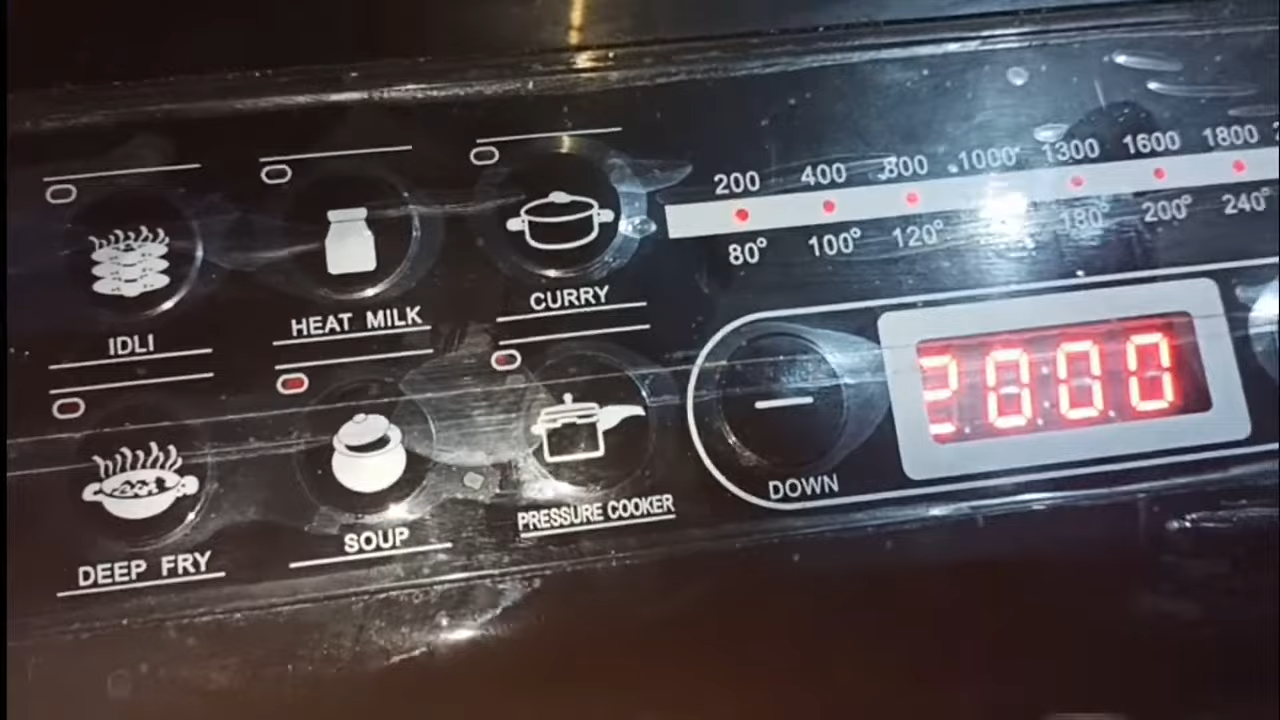 200 400 800 1000 1300 1600 1800
80° 100° 120° 180° 200° 240°
IDLI
HEAT MILK
CURRY
2000
DOWN
DEEP FRY
SOUP
PRESSURE COOKER